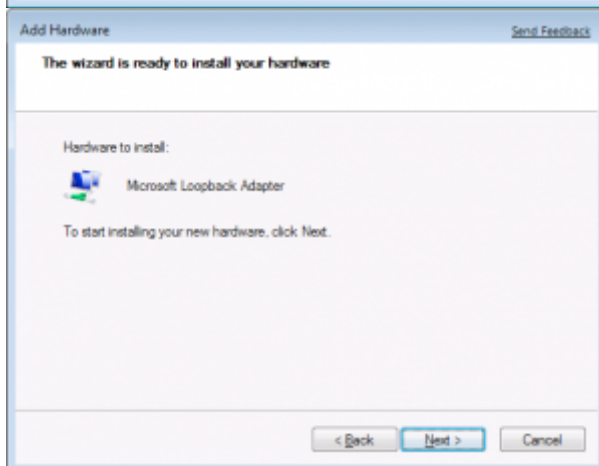 Add Hardware
Send Feedback
The wizard is ready to install your hardware
Hardware to install:
Microsoft Loopback Adapter
To start installing your new hardware, click Next.
< Back
Next >
Cancel